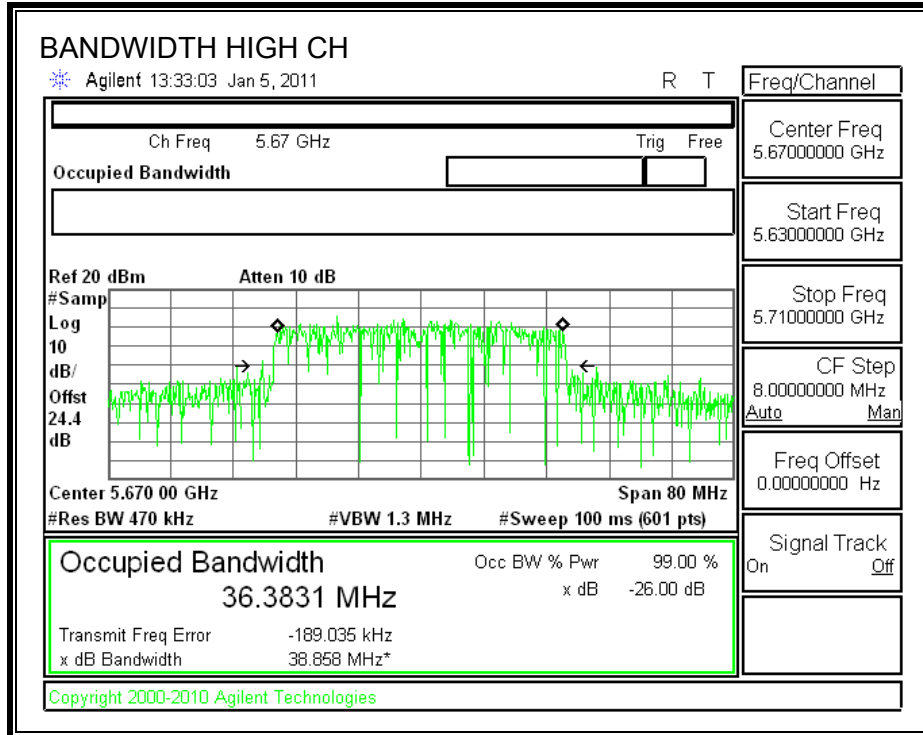 BANDWIDTH HIGH CH
Agilent 13:33:03 Jan 5, 2011 R T
Freq/Channel
Ch Freq 5.67 GHz Trig Free
Occupied Bandwidth
Center Freq
5.67000000 GHz
Start Freq
5.63000000 GHz
Stop Freq
5.71000000 GHz
CF Step
8.00000000 MHz
Auto Man
Freq Offset
0.00000000 Hz
Signal Track
On Off
Ref 20 dBm Atten 10 dB
#Samp
Log
10
dB/
Offst
24.4
dB
Center 5.670 00 GHz Span 80 MHz
#Res BW 470 kHz #VBW 1.3 MHz #Sweep 100 ms (601 pts)
Occupied Bandwidth Occ BW % Pwr 99.00 %
36.3831 MHz x dB -26.00 dB
Transmit Freq Error -189.035 kHz
x dB Bandwidth 38.858 MHz*
Copyright 2000-2010 Agilent Technologies